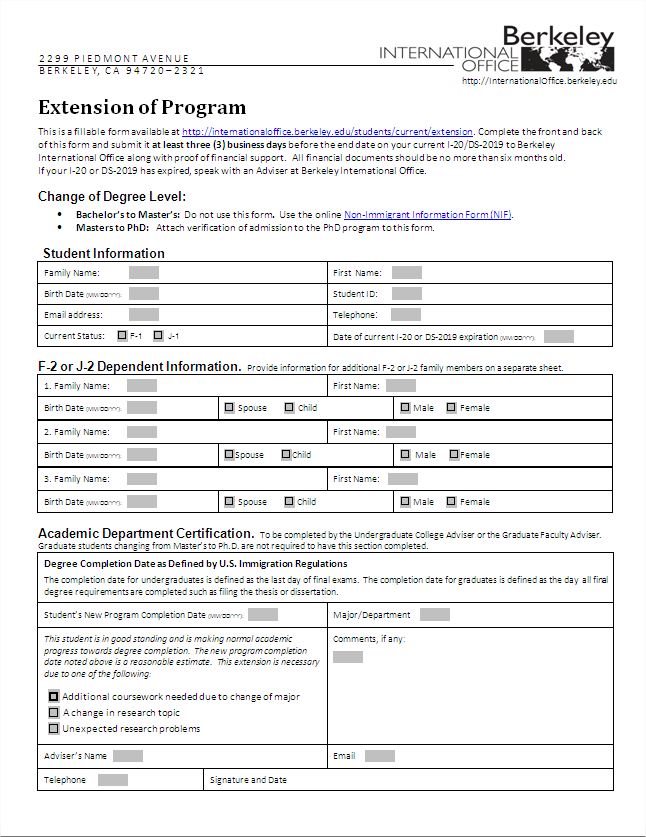 2299 PIEDMONT AVENUE
BERKELEY, CA 94720–2321
Berkeley
INTERNATIONAL
OFFICE
http://InternationalOffice.berkeley.edu
Extension of Program
This is a fillable form available at http://internationaloffice.berkeley.edu/students/current/extension. Complete the front and back
of this form and submit it at least three (3) business days before the end date on your current I-20/DS-2019 to Berkeley
International Office along with proof of financial support. All financial documents should be no more than six months old.
If your I-20 or DS-2019 has expired, speak with an Adviser at Berkeley International Office.
Change of Degree Level:
• Bachelor's to Master's: Do not use this form. Use the online Non-Immigrant Information Form (NIF).
• Masters to PhD: Attach verification of admission to the PhD program to this form.
Student Information
Family Name: First Name:
Birth Date (MM/DD/YYYY): Student ID:
Email address: Telephone:
Current Status: F-1 J-1 Date of current I-20 or DS-2019 expiration (MM/DD/YYYY):
F-2 or J-2 Dependent Information. Provide information for additional F-2 or J-2 family members on a separate sheet.
1. Family Name: First Name:
Birth Date (MM/DD/YYYY): Spouse Child Male Female
2. Family Name: First Name:
Birth Date (MM/DD/YYYY): Spouse Child Male Female
3. Family Name: First Name:
Birth Date (MM/DD/YYYY): Spouse Child Male Female
Academic Department Certification. To be completed by the Undergraduate College Adviser or the Graduate Faculty Adviser.
Graduate students changing from Master's to Ph.D. are not required to have this section completed.
Degree Completion Date as Defined by U.S. Immigration Regulations
The completion date for undergraduates is defined as the last day of final exams. The completion date for graduates is defined as the day all final
degree requirements are completed such as filing the thesis or dissertation.
Student's New Program Completion Date (MM/DD/YYYY): Major/Department
This student is in good standing and is making normal academic
progress towards degree completion. The new program completion
date noted above is a reasonable estimate. This extension is necessary
due to one of the following:
Additional coursework needed due to change of major
A change in research topic
Unexpected research problems
Comments, if any:
Adviser's Name Email
Telephone Signature and Date